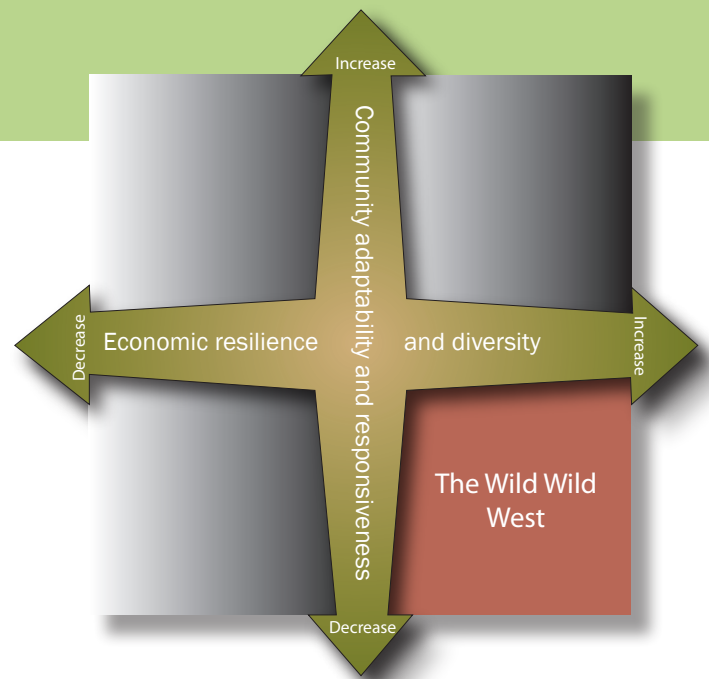 Increase
Community adaptability and responsiveness
Decrease
Economic resilience and diversity
Increase
The Wild Wild
West
Decrease